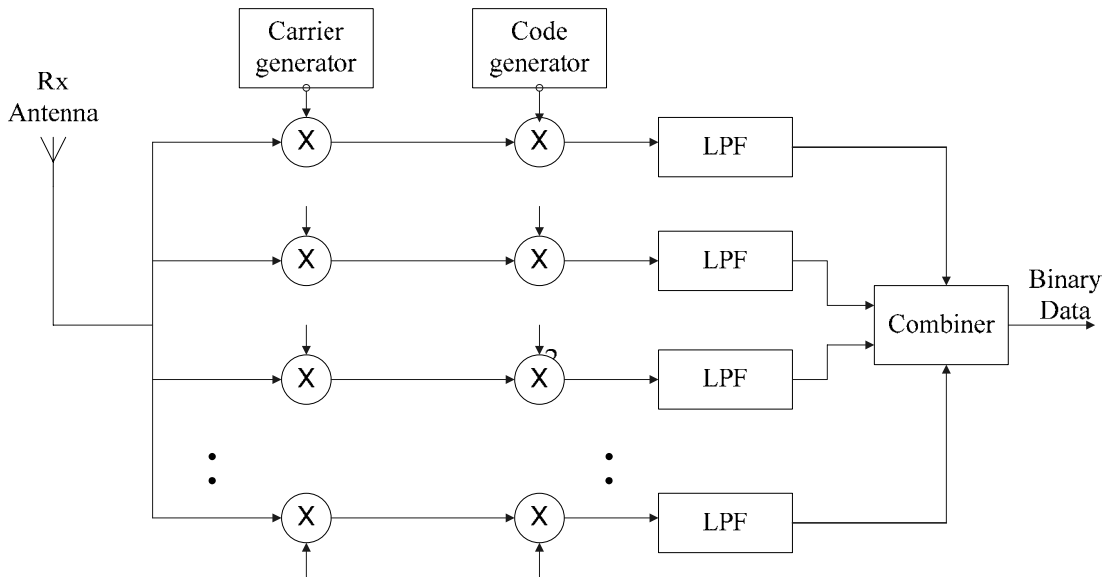 Carrier
generator
Code
generator
Rx
Antenna
X
X
LPF
X
X
LPF
Binary
Data
Combiner
X
X
LPF
X
X
LPF